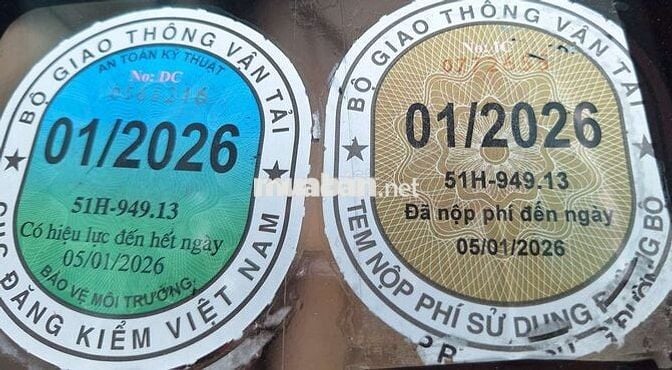 BỘ GIAO THÔNG VẬN TẢI
AN TOÀN KỸ THUẬT
No: DC
01/2026
51H-949.13
Có hiệu lực đến hết ngày
05/01/2026
BẢO VỆ MÔI TRƯỜNG
CỤC ĐĂNG KIỂM VIỆT NAM
BỘ GIAO THÔNG VẬN TẢI
No: JC
01/2026
51H-949.13
Đã nộp phí đến ngày
05/01/2026
TEM NỘP PHÍ SỬ DỤNG ĐƯỜNG BỘ
muaban.net